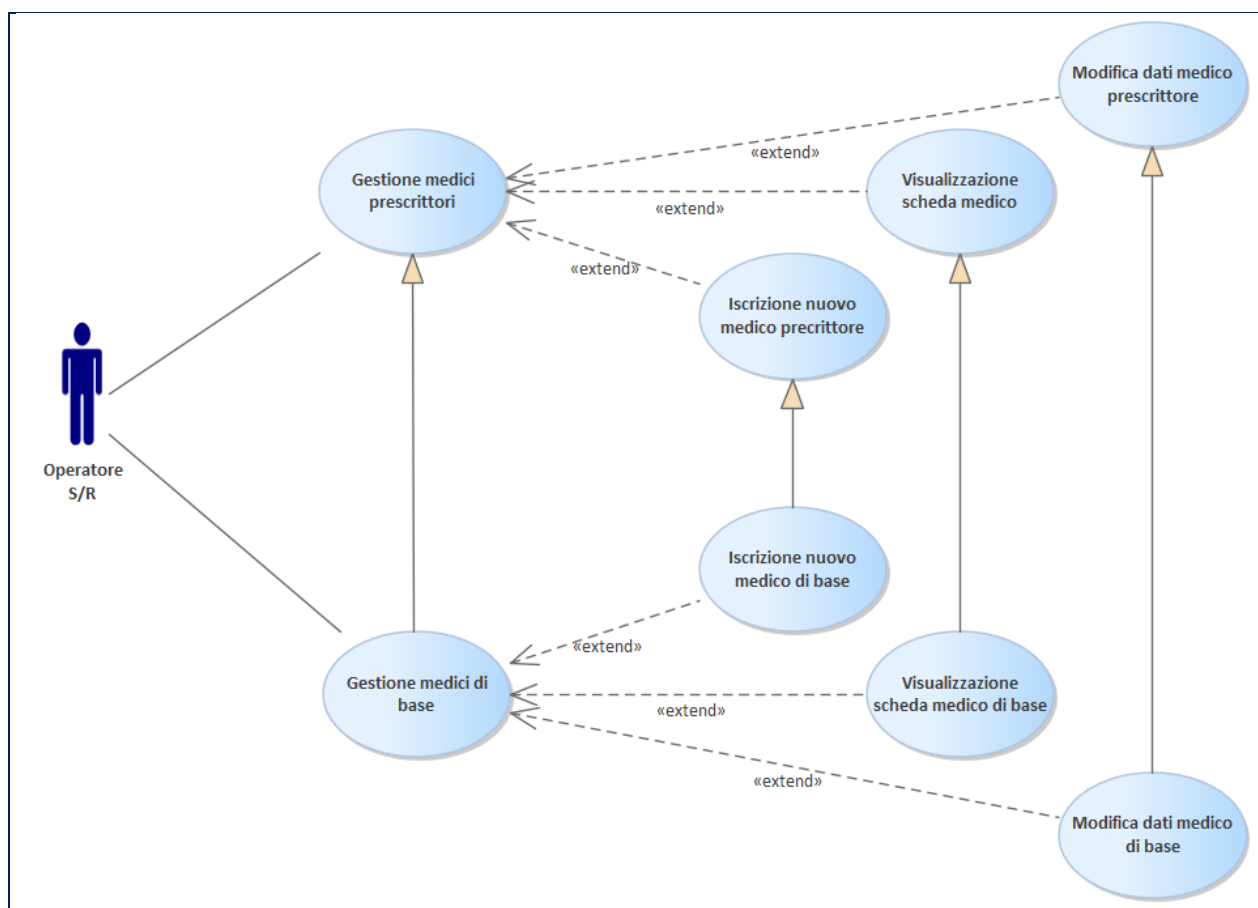 Modifica dati medico
prescrittore
«extend»
Gestione medici
prescrittori
Visualizzazione
scheda medico
«extend»
«extend»
Iscrizione nuovo
medico precrittore
Operatore
S/R
Iscrizione nuovo
medico di base
«extend»
Gestione medici di
base
Visualizzazione
scheda medico di base
«extend»
«extend»
Modifica dati medico
di base